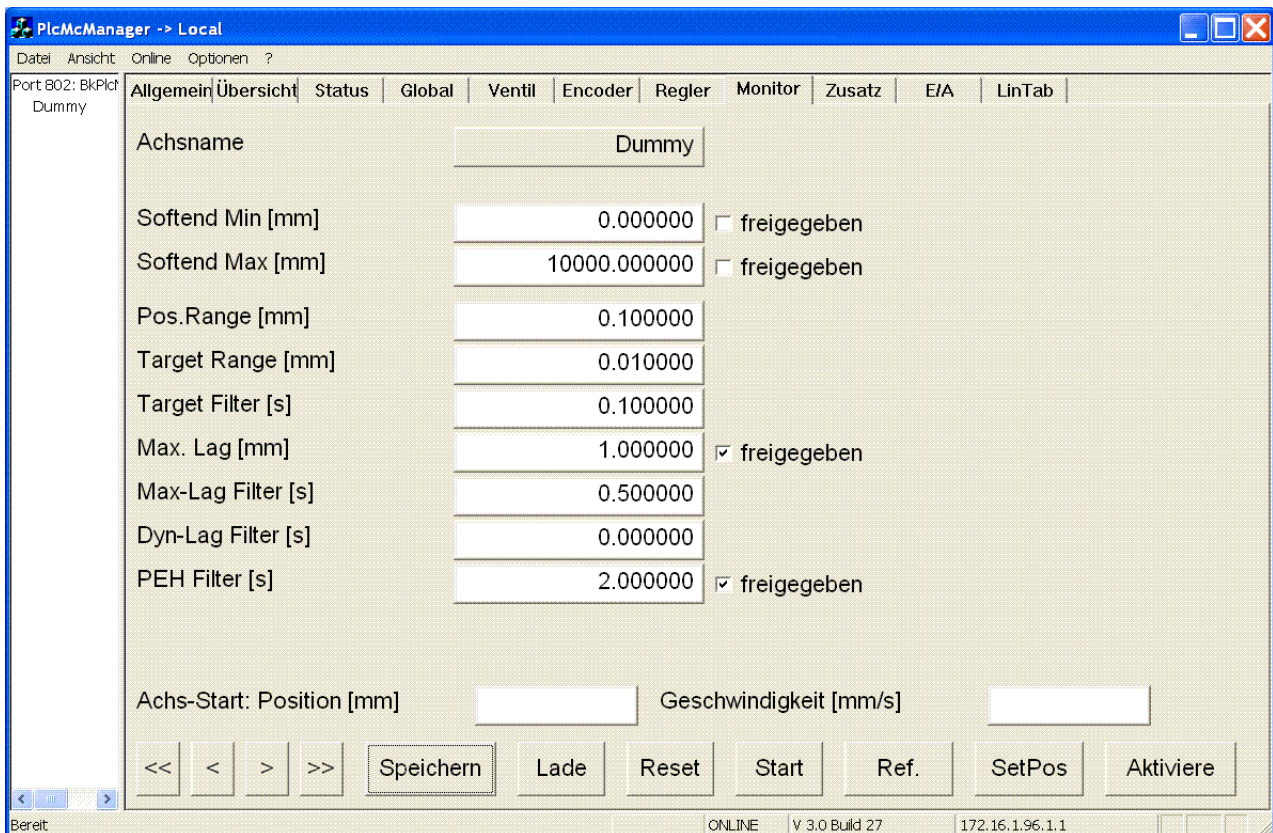 PlcMcManager -> Local
Datei Ansicht Online Optionen ?
Port 802: BkPlcM
Dummy
Allgemein Übersicht Status Global Ventil Encoder Regler Monitor Zusatz E/A LinTab
Achsname Dummy
Softend Min [mm] 0.000000 freigegeben
Softend Max [mm] 10000.000000 freigegeben
Pos.Range [mm] 0.100000
Target Range [mm] 0.010000
Target Filter [s] 0.100000
Max. Lag [mm] 1.000000 freigegeben
Max-Lag Filter [s] 0.500000
Dyn-Lag Filter [s] 0.000000
PEH Filter [s] 2.000000 freigegeben
Achs-Start: Position [mm] Geschwindigkeit [mm/s]
<< < > >> Speichern Lade Reset Start Ref. SetPos Aktiviere
Bereit ONLINE V 3.0 Build 27 172.16.1.96.1.1